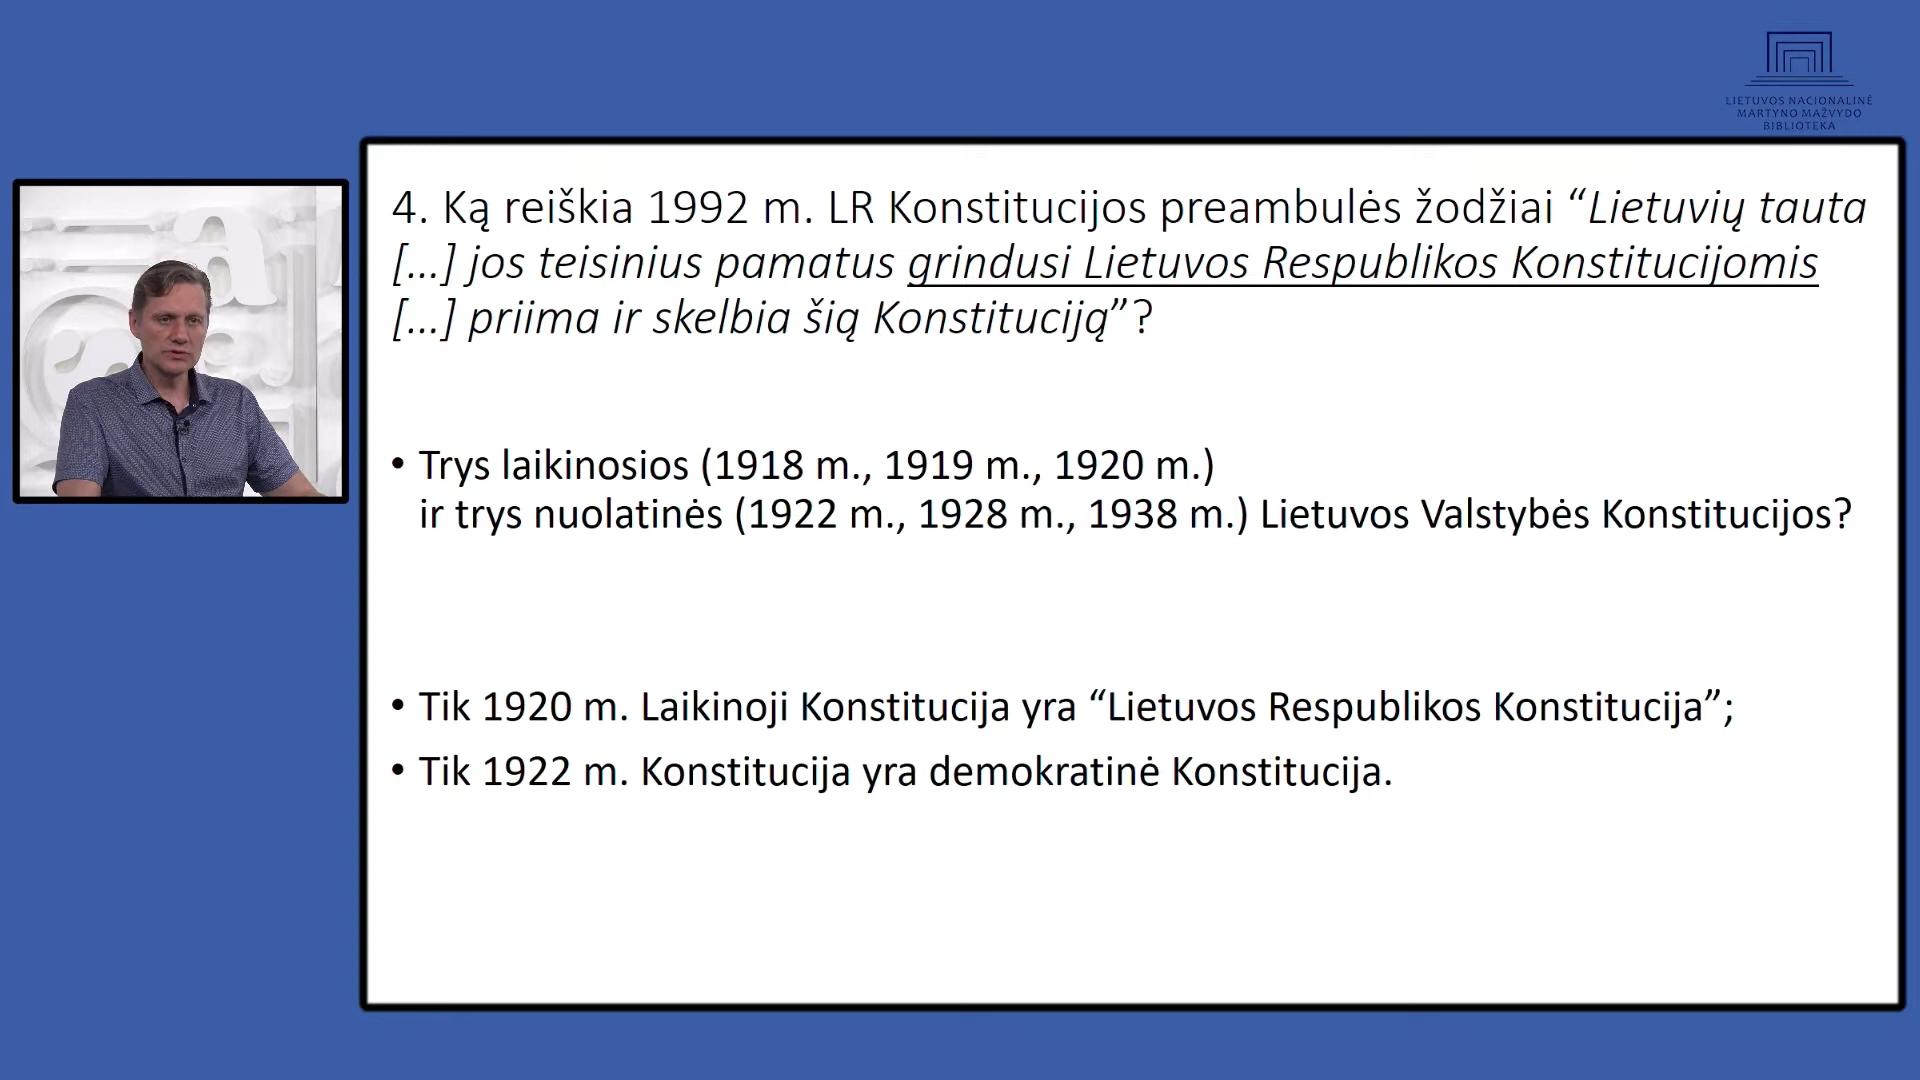 LIETUVOS NACIONALINĖ
MARTYNO MAŽVYDO
BIBLIOTEKA
4. Ką reiškia 1992 m. LR Konstitucijos preambulės žodžiai “Lietuvių tauta
[…] jos teisinius pamatus grindusi Lietuvos Respublikos Konstitucijomis
[…] priima ir skelbia šią Konstituciją”?
• Trys laikinosios (1918 m., 1919 m., 1920 m.)
ir trys nuolatinės (1922 m., 1928 m., 1938 m.) Lietuvos Valstybės Konstitucijos?
• Tik 1920 m. Laikinoji Konstitucija yra “Lietuvos Respublikos Konstitucija”;
• Tik 1922 m. Konstitucija yra demokratinė Konstitucija.